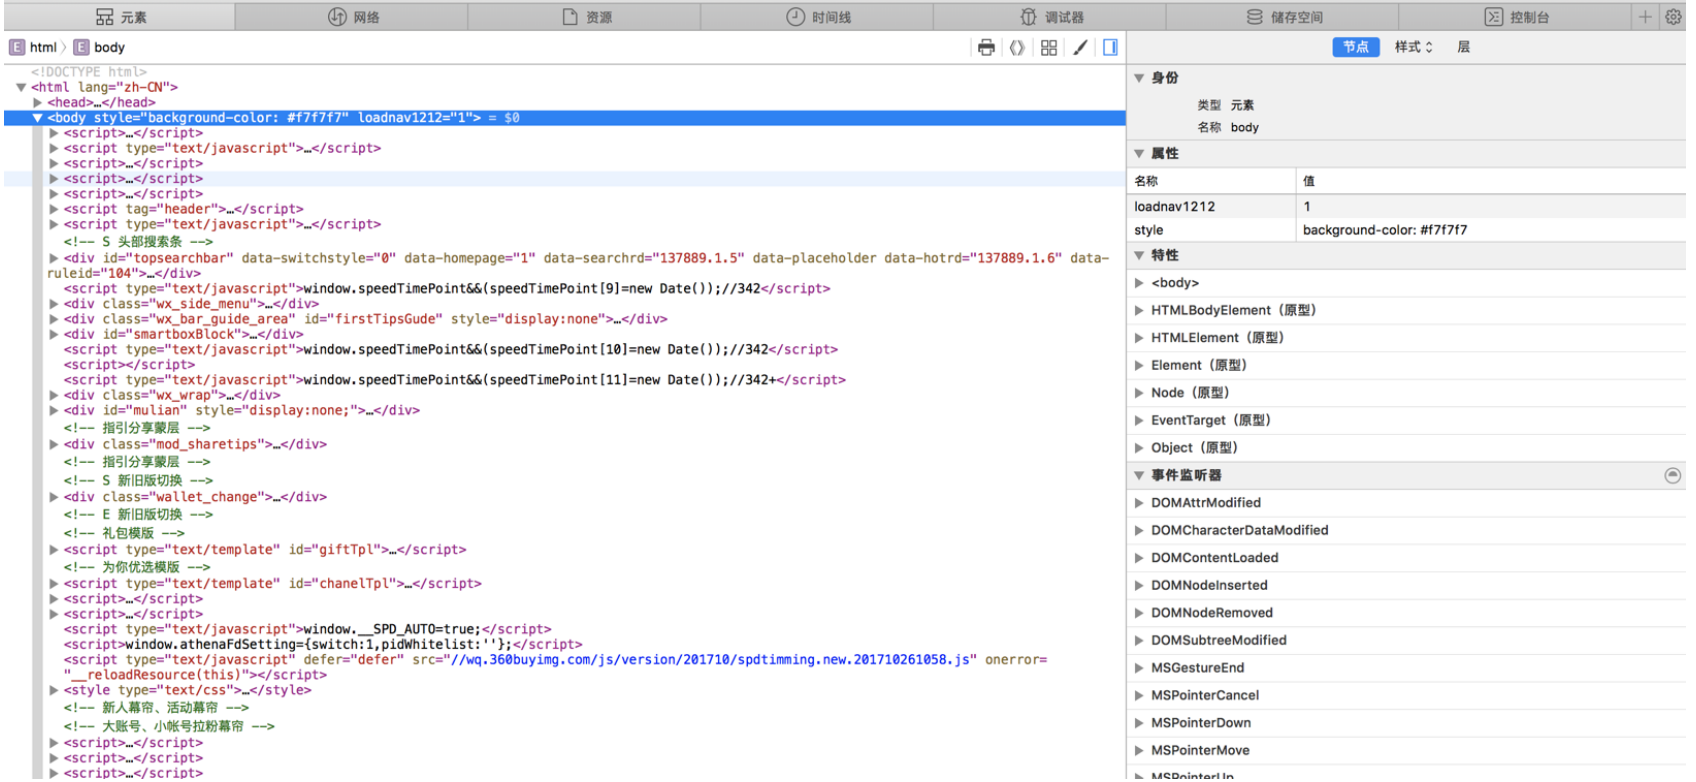 元素 网络 资源 时间线 调试器 储存空间 控制台
E html 〉 E body
节点 样式 层
<!DOCTYPE html>
<html lang="zh-CN">
<head>…</head>
<body style="background-color: #f7f7f7" loadnav1212="1"> = $0
<script>…</script>
<script type="text/javascript">…</script>
<script>…</script>
<script>…</script>
<script>…</script>
<script tag="header">…</script>
<script type="text/javascript">…</script>
<!-- S 头部搜索条 -->
<div id="topsearchbar" data-switchstyle="0" data-homepage="1" data-searchrd="137889.1.5" data-placeholder data-hotrd="137889.1.6" data-
ruleid="104">…</div>
<script type="text/javascript">window.speedTimePoint&&(speedTimePoint[9]=new Date());//342</script>
<div class="wx_side_menu">…</div>
<div class="wx_bar_guide_area" id="firstTipsGude" style="display:none">…</div>
<div id="smartboxBlock">…</div>
<script type="text/javascript">window.speedTimePoint&&(speedTimePoint[10]=new Date());//342</script>
<script></script>
<script type="text/javascript">window.speedTimePoint&&(speedTimePoint[11]=new Date());//342+</script>
<div class="wx_wrap">…</div>
<div id="mulian" style="display:none;">…</div>
<!-- 指引分享蒙层 -->
<div class="mod_sharetips">…</div>
<!-- 指引分享蒙层 -->
<!-- S 新旧版切换 -->
<div class="wallet_change">…</div>
<!-- E 新旧版切换 -->
<!-- 礼包模版 -->
<script type="text/template" id="giftTpl">…</script>
<!-- 为你优选模版 -->
<script type="text/template" id="chanelTpl">…</script>
<script>…</script>
<script>…</script>
<script type="text/javascript">window.__SPD_AUTO=true;</script>
<script>window.athenaFdSetting={switch:1,pidWhitelist:''};</script>
<script type="text/javascript" defer="defer" src="//wq.360buyimg.com/js/version/201710/spdtimming.new.201710261058.js" onerror=
"__reloadResource(this)"></script>
<style type="text/css">…</style>
<!-- 新人幕帘、活动幕帘 -->
<!-- 大账号、小帐号拉粉幕帘 -->
<script>…</script>
<script>…</script>
<script>…</script>
身份
类型 元素
名称 body
属性
名称 值
loadnav1212 1
style background-color: #f7f7f7
特性
<body>
HTMLBodyElement（原型）
HTMLElement（原型）
Element（原型）
Node（原型）
EventTarget（原型）
Object（原型）
事件监听器
DOMAttrModified
DOMCharacterDataModified
DOMContentLoaded
DOMNodeInserted
DOMNodeRemoved
DOMSubtreeModified
MSGestureEnd
MSPointerCancel
MSPointerDown
MSPointerMove
MSPointerUp